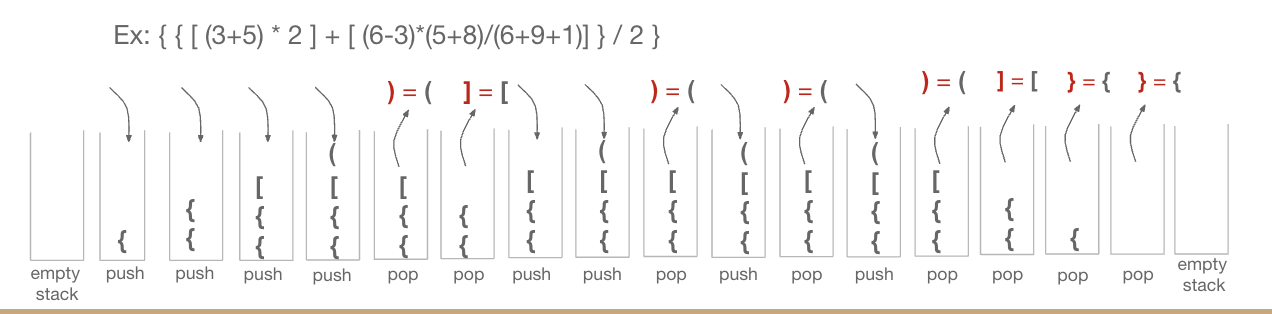 Ex: { { [ (3+5) * 2 ] + [ (6-3)*(5+8)/(6+9+1)] } / 2 }
) = ( ] = [ ) = ( ) = ( ) = ( ] = [ } = { } = {
( ( ( (
[ [ [ [ [ [ [ [ [ [
{ { { { { { { { { { { { {
{ { { { { { { { { { { { { {
empty stack push push push push pop pop push push pop push pop push pop pop pop pop empty stack